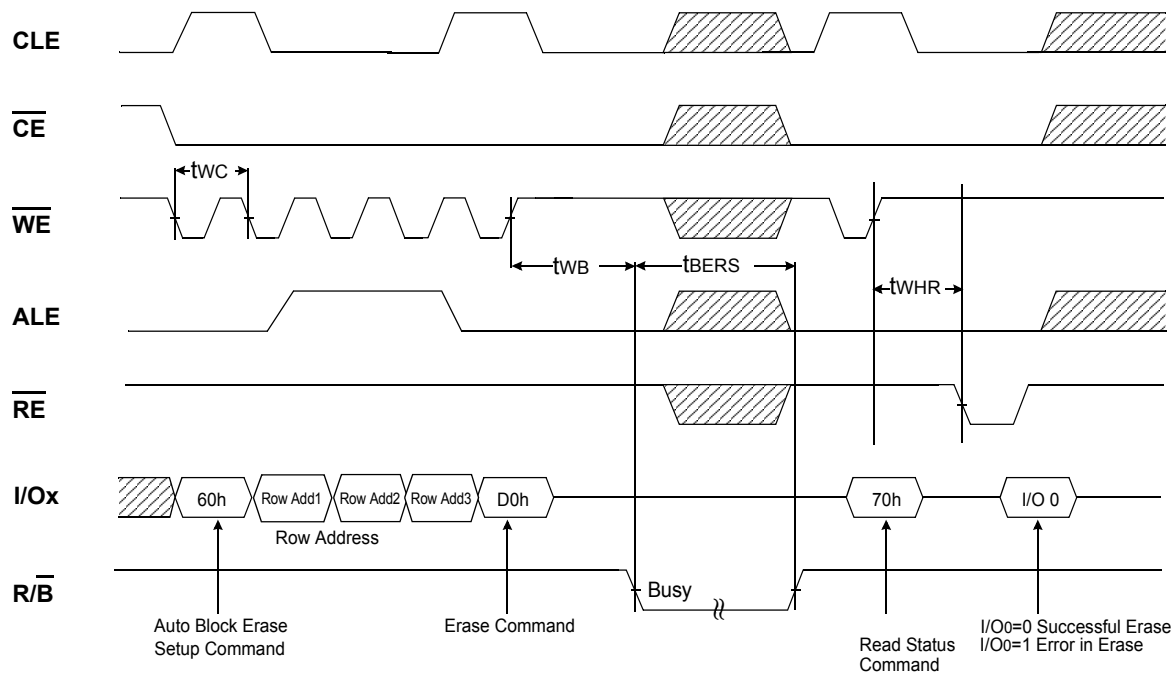 CLE
CE
tWC
WE
tWB
tBERS
tWHR
ALE
RE
I/Ox
60h
Row Add1
Row Add2
Row Add3
D0h
70h
I/O 0
Row Address
R/B
Busy
Auto Block Erase
Setup Command
Erase Command
Read Status
Command
I/O0=0 Successful Erase
I/O0=1 Error in Erase